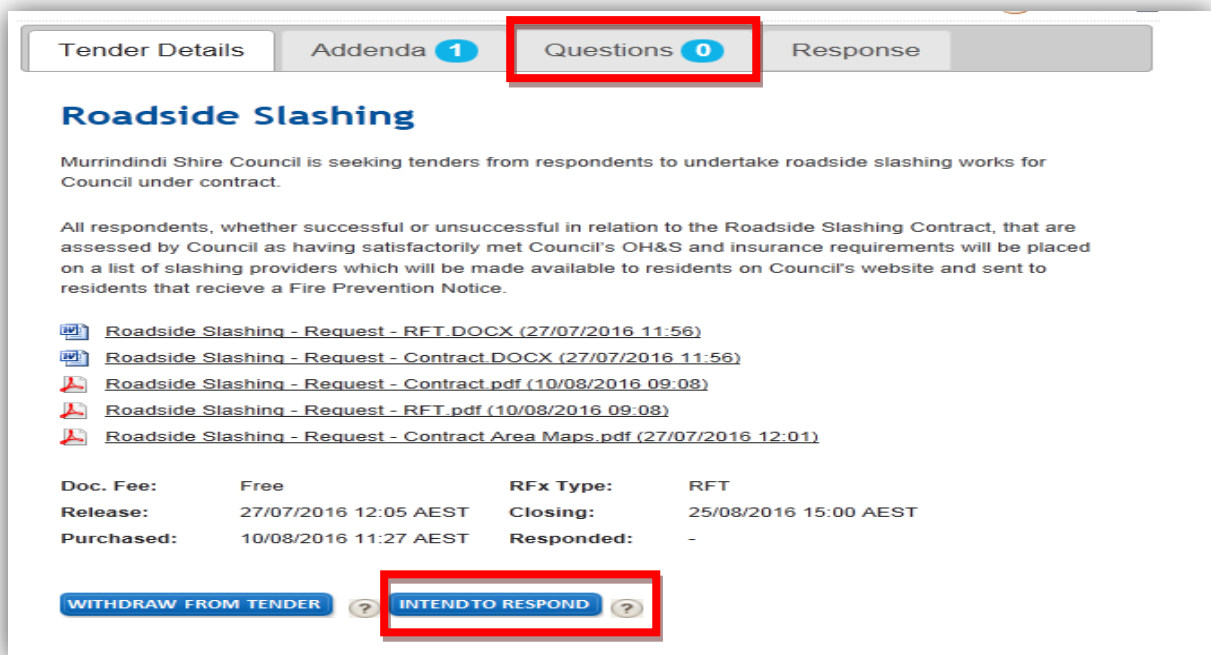 Tender Details Addenda 1 Questions 0 Response
Roadside Slashing
Murrindindi Shire Council is seeking tenders from respondents to undertake roadside slashing works for
Council under contract.
All respondents, whether successful or unsuccessful in relation to the Roadside Slashing Contract, that are
assessed by Council as having satisfactorily met Council's OH&S and insurance requirements will be placed
on a list of slashing providers which will be made available to residents on Council's website and sent to
residents that recieve a Fire Prevention Notice.
Roadside Slashing - Request - RFT.DOCX (27/07/2016 11:56)
Roadside Slashing - Request - Contract.DOCX (27/07/2016 11:56)
Roadside Slashing - Request - Contract.pdf (10/08/2016 09:08)
Roadside Slashing - Request - RFT.pdf (10/08/2016 09:08)
Roadside Slashing - Request - Contract Area Maps.pdf (27/07/2016 12:01)
Doc. Fee: Free RFx Type: RFT
Release: 27/07/2016 12:05 AEST Closing: 25/08/2016 15:00 AEST
Purchased: 10/08/2016 11:27 AEST Responded: -
WITHDRAW FROM TENDER ? INTEND TO RESPOND ?